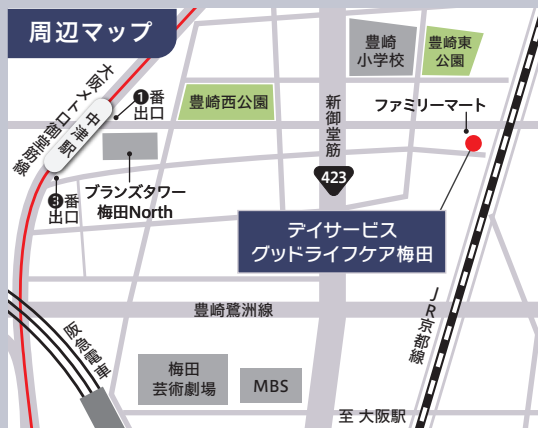 周辺マップ
豊崎
小学校
豊崎東
公園
大阪メトロ御堂筋線
中津駅
❶番
出口
豊崎西公園
新御堂筋
ファミリーマート
423
❸番
出口
ブランズタワー
梅田North
デイサービス
グッドライフケア梅田
豊崎鷺洲線
JR京都線
阪急電車
梅田
芸術劇場
MBS
至 大阪駅